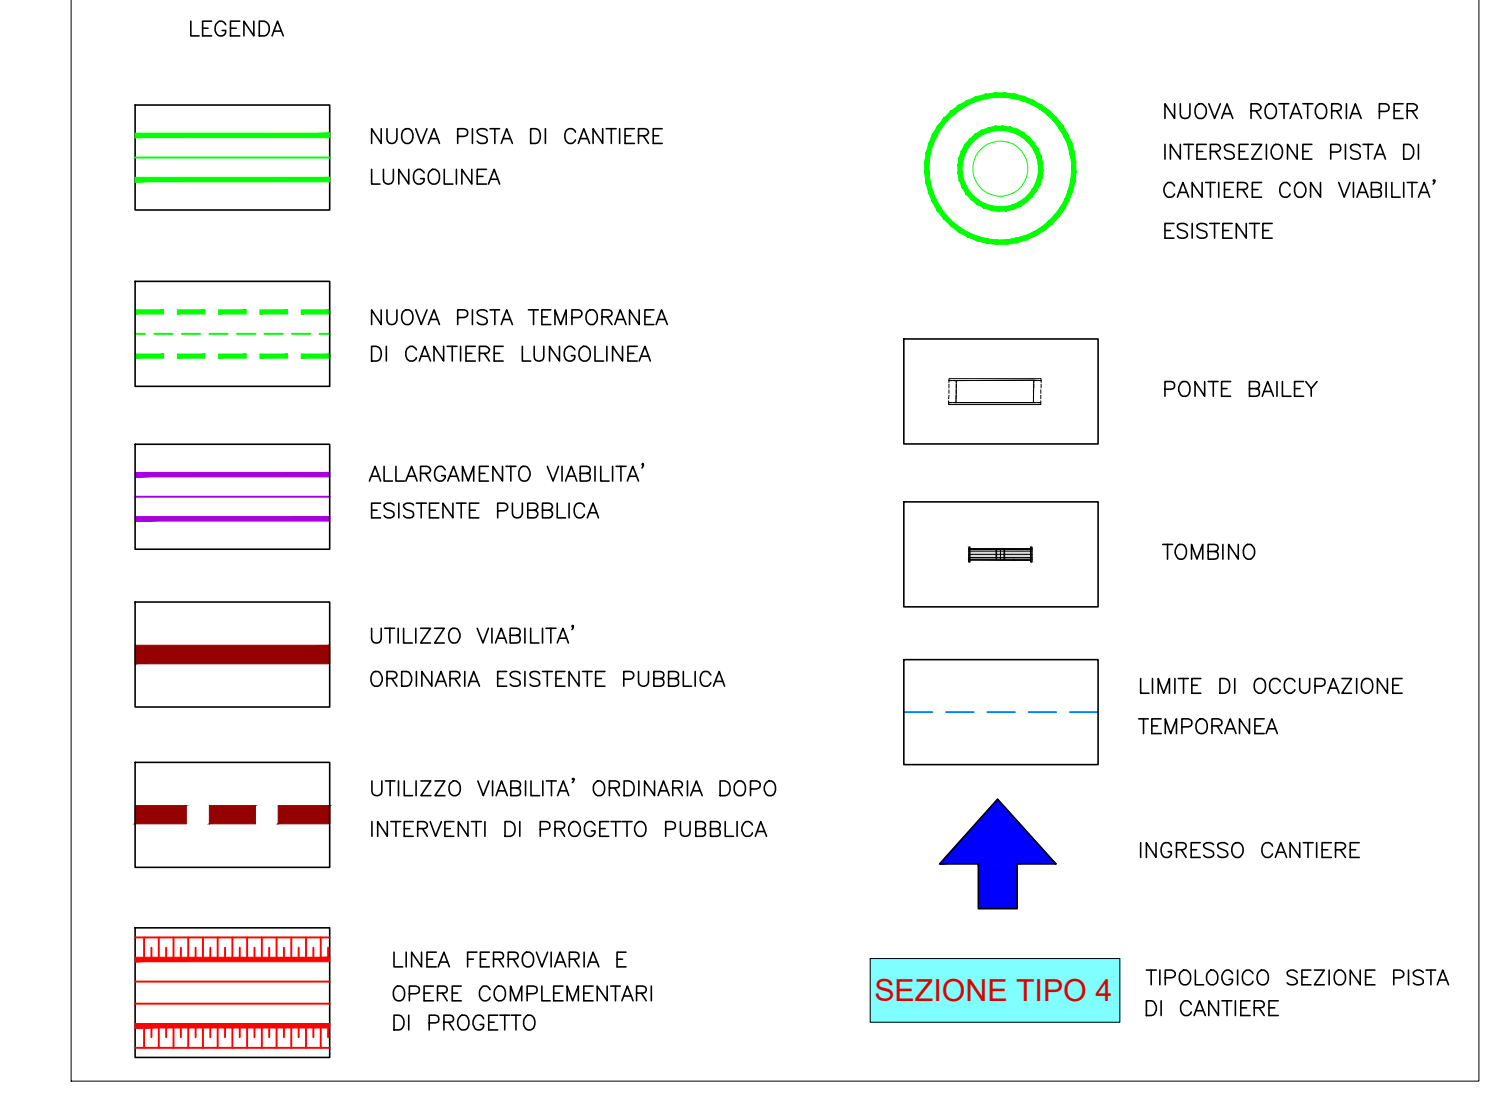 LEGENDA
NUOVA PISTA DI CANTIERE
LUNGOLINEA
NUOVA PISTA TEMPORANEA
DI CANTIERE LUNGOLINEA
ALLARGAMENTO VIABILITA'
ESISTENTE PUBBLICA
UTILIZZO VIABILITA'
ORDINARIA ESISTENTE PUBBLICA
UTILIZZO VIABILITA' ORDINARIA DOPO
INTERVENTI DI PROGETTO PUBBLICA
LINEA FERROVIARIA E
OPERE COMPLEMENTARI
DI PROGETTO
NUOVA ROTATORIA PER
INTERSEZIONE PISTA DI
CANTIERE CON VIABILITA'
ESISTENTE
PONTE BAILEY
TOMBINO
LIMITE DI OCCUPAZIONE
TEMPORANEA
INGRESSO CANTIERE
SEZIONE TIPO 4
TIPOLOGICO SEZIONE PISTA
DI CANTIERE